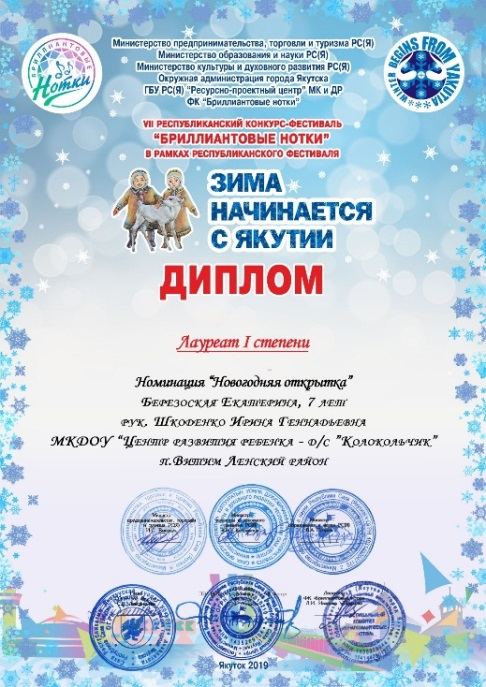 БРИЛЛИАНТОВЫЕ
Нотки
WINTER BEGINS FROM YAKUTIA
Министерство предпринимательства, торговли и туризма РС(Я)
Министерство образования и науки РС(Я)
Министерство культуры и духовного развития РС(Я)
Окружная администрация города Якутска
ГБУ РС(Я) "Ресурсно-проектный центр" МК и ДР
ФК "Бриллиантовые нотки"
VII РЕСПУБЛИКАНСКИЙ КОНКУРС-ФЕСТИВАЛЬ
"БРИЛЛИАНТОВЫЕ НОТКИ"
В РАМКАХ РЕСПУБЛИКАНСКОГО ФЕСТИВАЛЯ
ЗИМА
НАЧИНАЕТСЯ
С ЯКУТИИ
ДИПЛОМ
Лауреат I степени
Номинация "Новогодняя открытка"
Березоская Екатерина, 7 лет
рук. Шкоденко Ирина Геннадьевна
МКДОУ "Центр развития ребенка - д/с "Колокольчик"
п.Витим Ленский район
Министр
Министр
Министр
Якутск 2019